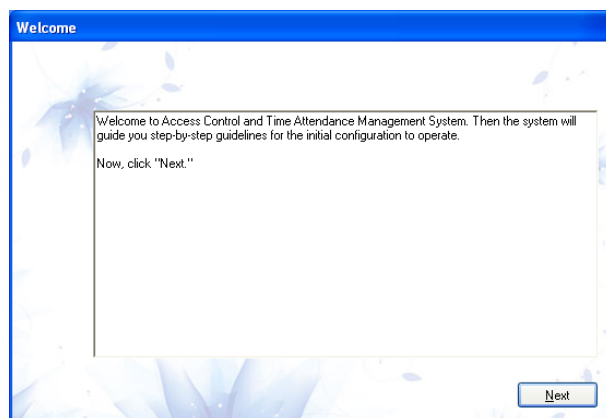 Welcome
Welcome to Access Control and Time Attendance Management System. Then the system will
guide you step-by-step guidelines for the initial configuration to operate.
Now, click "Next."
Next